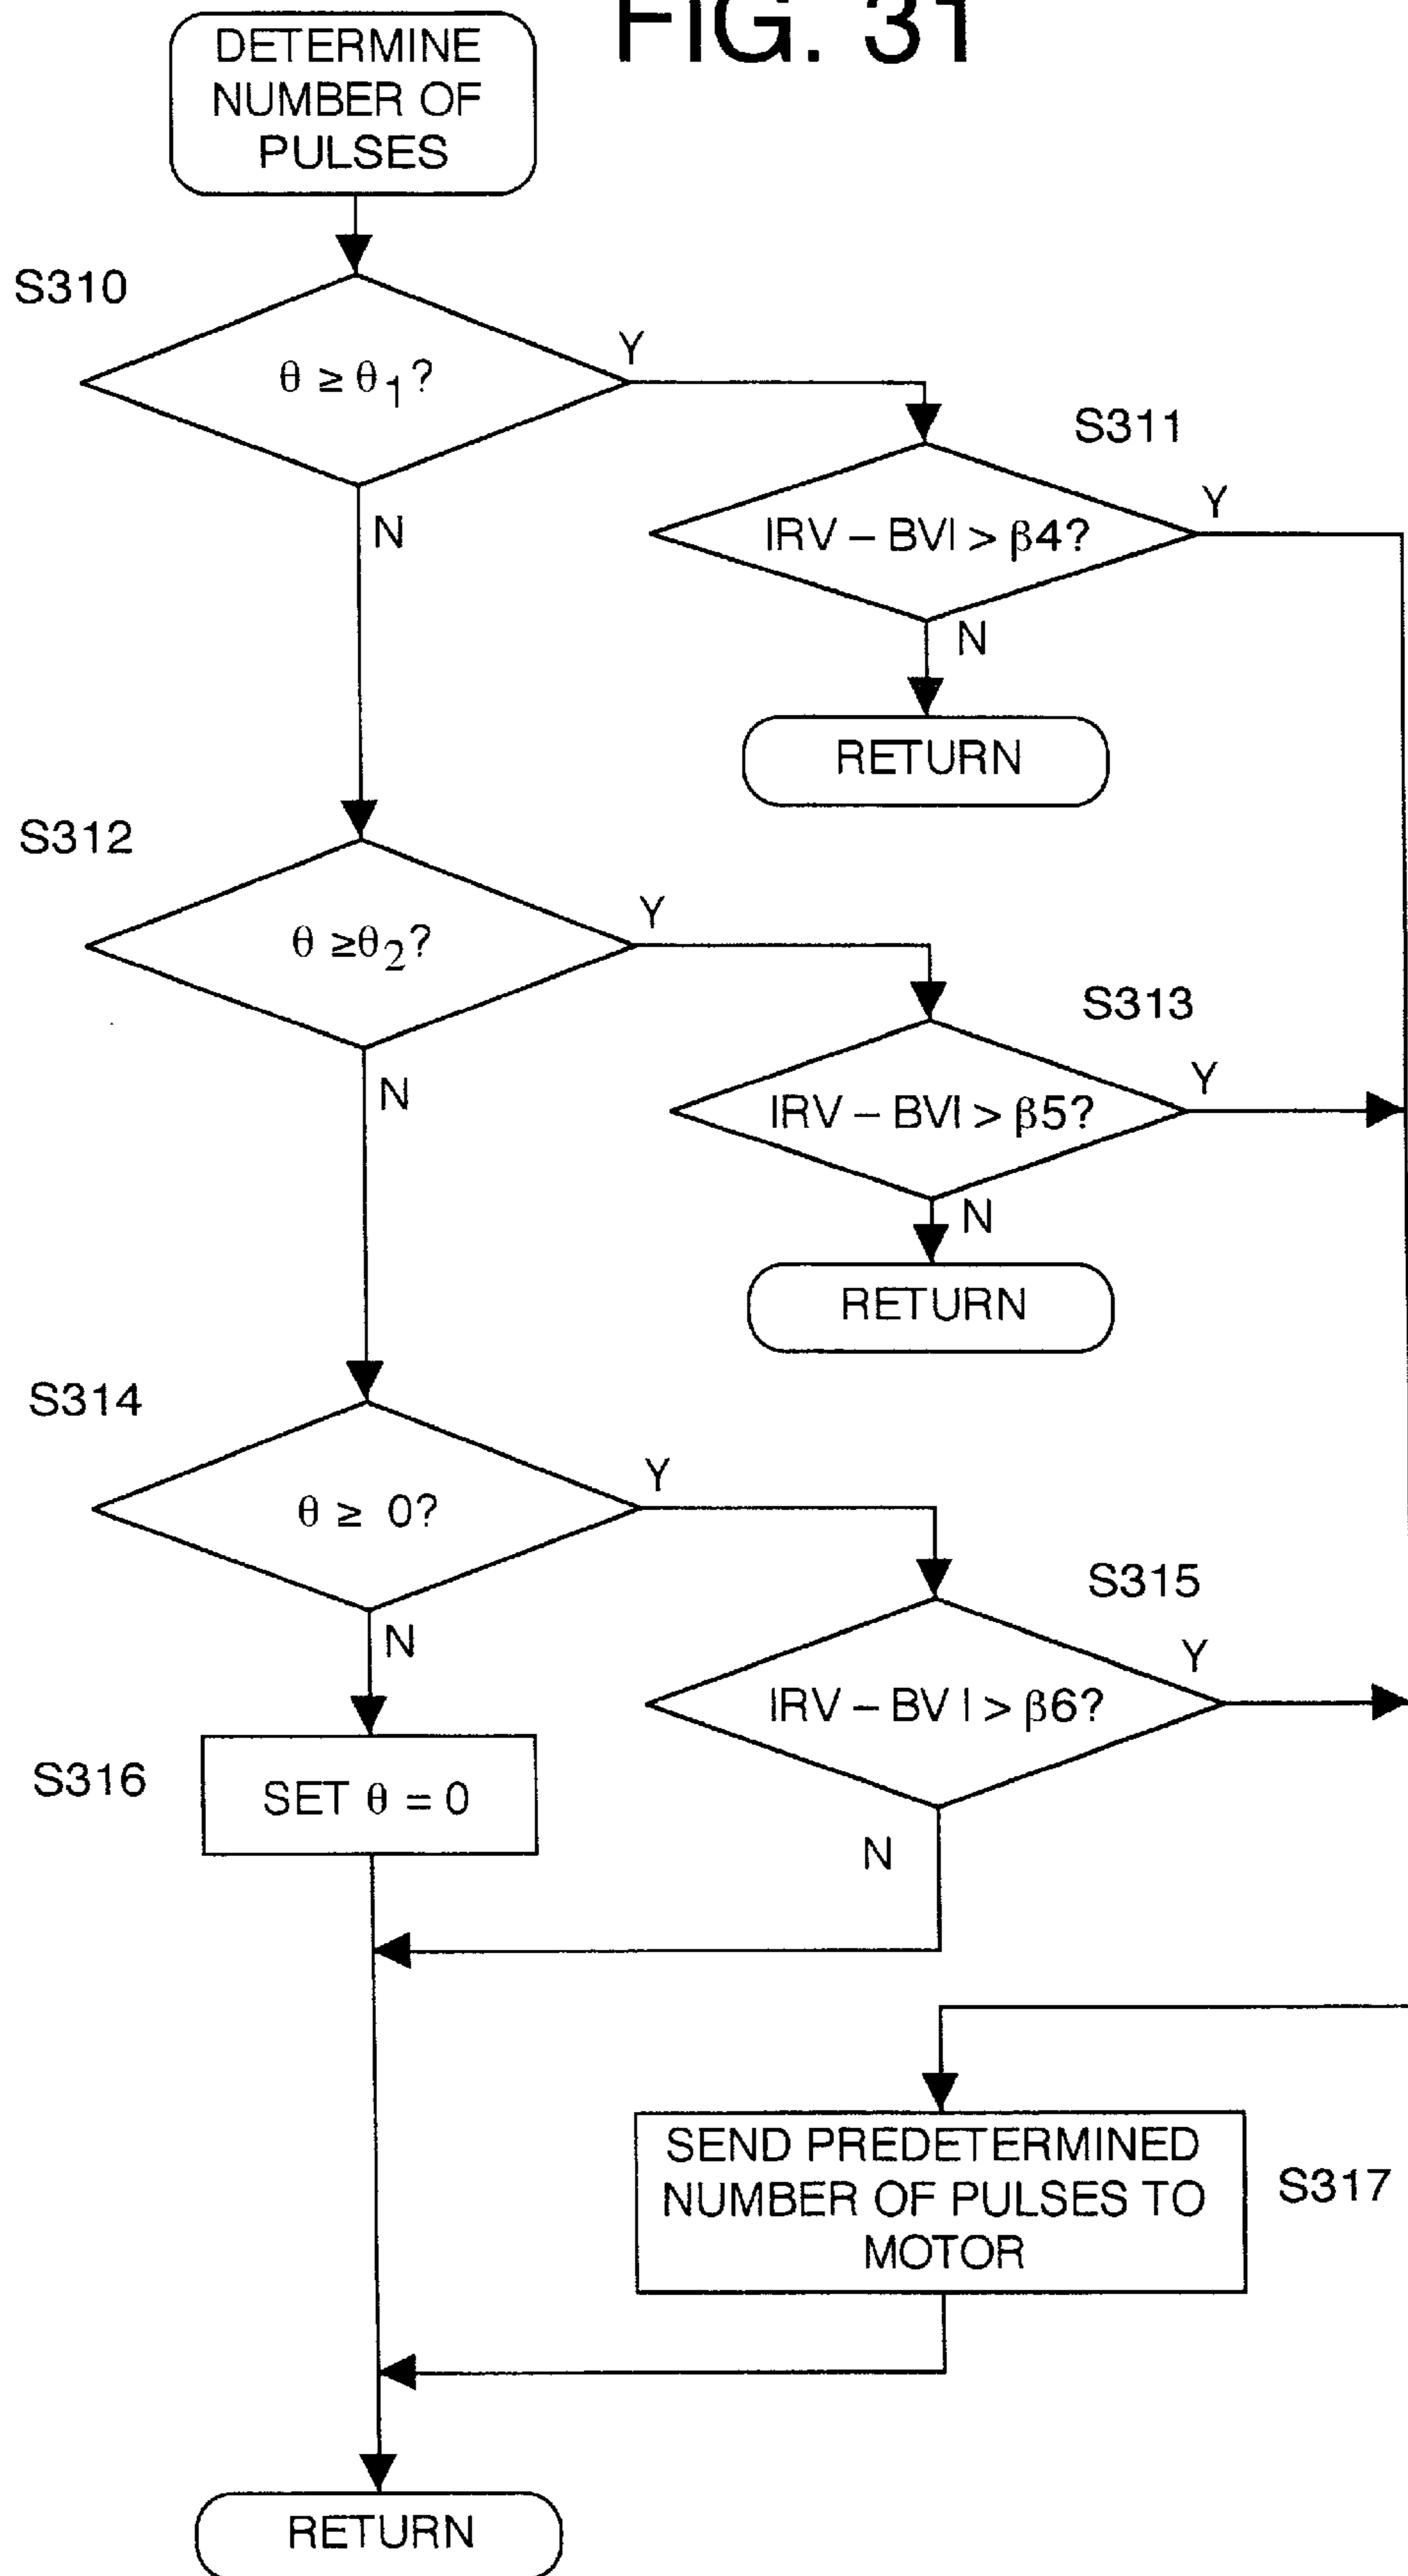 FIG. 31
DETERMINE
NUMBER OF
PULSES
S310
θ ≥ θ1?
Y
N
S311
IRV – BVI > β4?
Y
N
RETURN
S312
θ ≥θ2?
Y
N
S313
IRV – BVI > β5?
Y
N
RETURN
S314
θ ≥ 0?
Y
N
S315
IRV – BV I > β6?
Y
N
S316
SET θ = 0
SEND PREDETERMINED
NUMBER OF PULSES TO
MOTOR
S317
RETURN